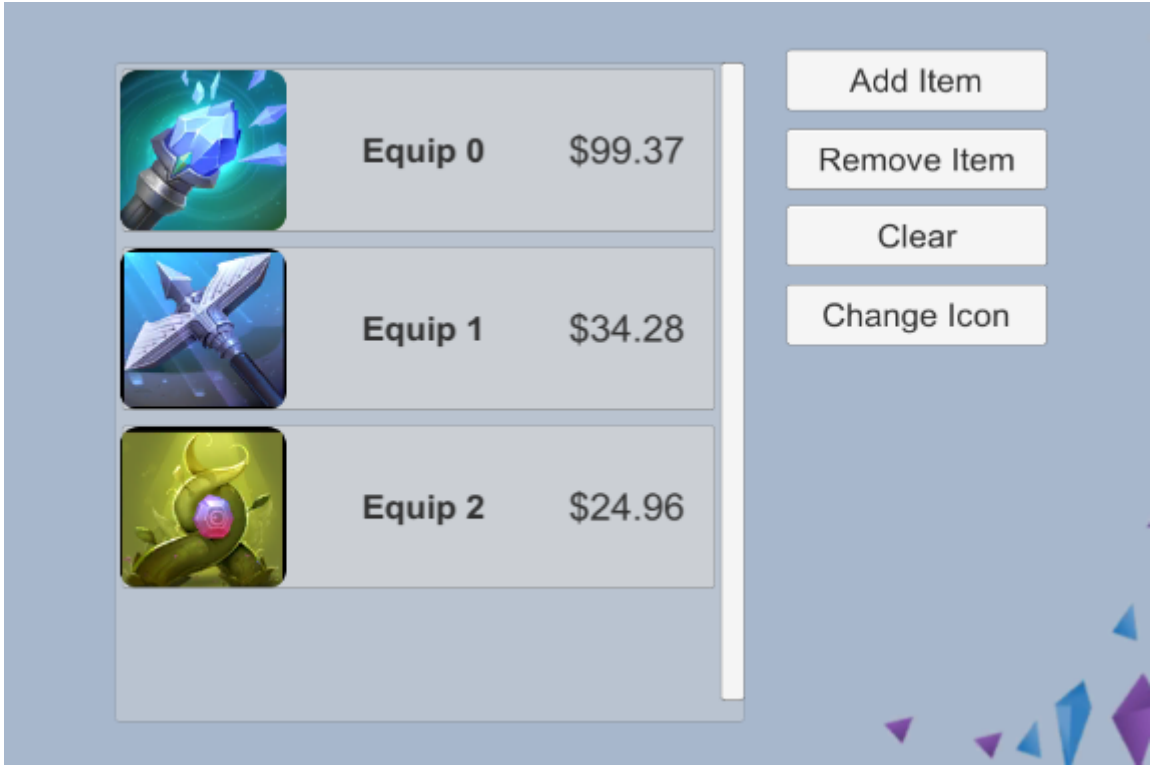 Equip 0 $99.37
Equip 1 $34.28
Equip 2 $24.96
Add Item
Remove Item
Clear
Change Icon